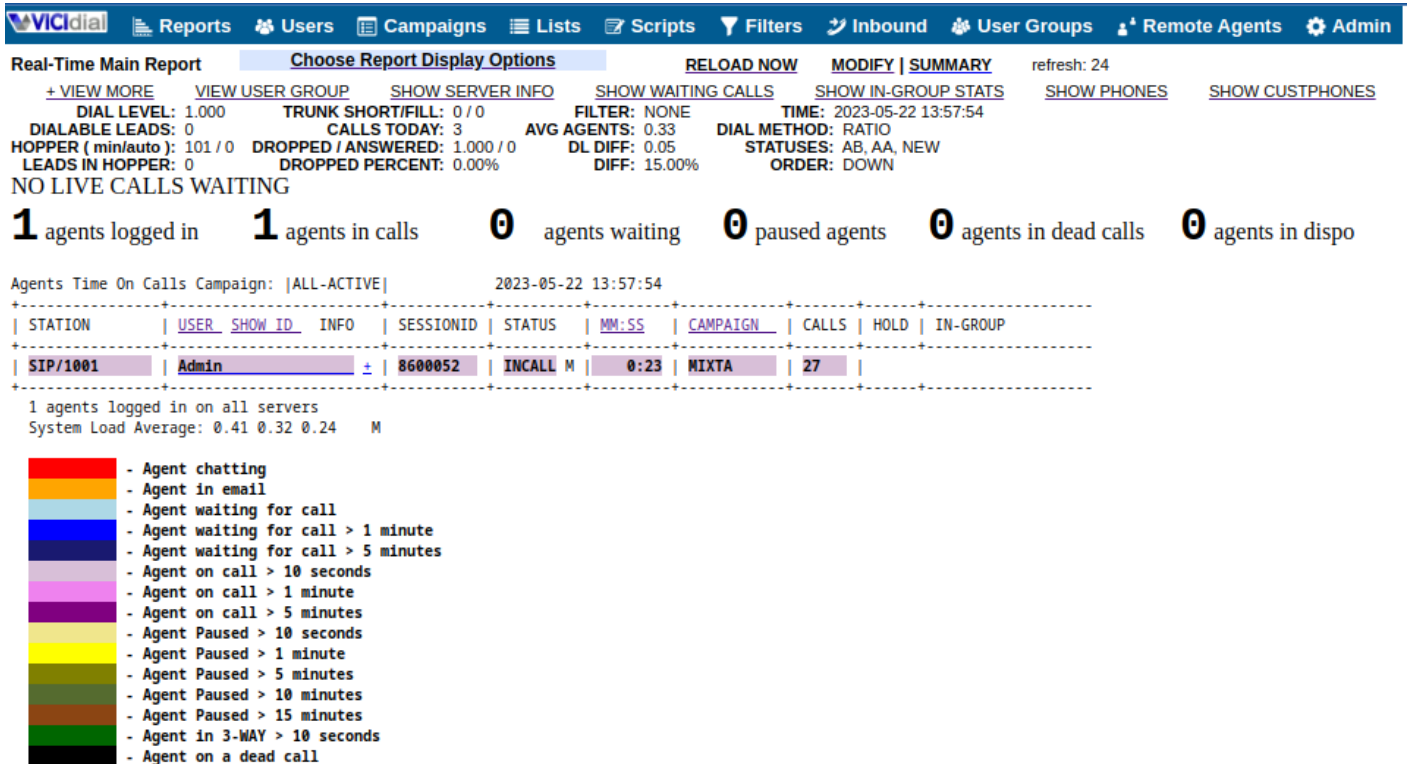 VICIdial Reports Users Campaigns Lists Scripts Filters Inbound User Groups Remote Agents Admin
Real-Time Main Report Choose Report Display Options RELOAD NOW MODIFY | SUMMARY refresh: 24
+ VIEW MORE VIEW USER GROUP SHOW SERVER INFO SHOW WAITING CALLS SHOW IN-GROUP STATS SHOW PHONES SHOW CUSTPHONES
DIAL LEVEL: 1.000 TRUNK SHORT/FILL: 0 / 0 FILTER: NONE TIME: 2023-05-22 13:57:54
DIALABLE LEADS: 0 CALLS TODAY: 3 AVG AGENTS: 0.33 DIAL METHOD: RATIO
HOPPER ( min/auto ): 101 / 0 DROPPED / ANSWERED: 1.000 / 0 DL DIFF: 0.05 STATUSES: AB, AA, NEW
LEADS IN HOPPER: 0 DROPPED PERCENT: 0.00% DIFF: 15.00% ORDER: DOWN
NO LIVE CALLS WAITING
1 agents logged in 1 agents in calls 0 agents waiting 0 paused agents 0 agents in dead calls 0 agents in dispo
Agents Time On Calls Campaign: |ALL-ACTIVE| 2023-05-22 13:57:54
+----------------+------------------------+-----------+----------+---------+------------+-------+------+-------------------
| STATION | USER SHOW ID INFO | SESSIONID | STATUS | MM:SS | CAMPAIGN | CALLS | HOLD | IN-GROUP
+----------------+------------------------+-----------+----------+---------+------------+-------+------+-------------------
| SIP/1001 | Admin + | 8600052 | INCALL M | 0:23 | MIXTA | 27 |
+----------------+------------------------+-----------+----------+---------+------------+-------+------+-------------------
1 agents logged in on all servers
System Load Average: 0.41 0.32 0.24 M
- Agent chatting
- Agent in email
- Agent waiting for call
- Agent waiting for call > 1 minute
- Agent waiting for call > 5 minutes
- Agent on call > 10 seconds
- Agent on call > 1 minute
- Agent on call > 5 minutes
- Agent Paused > 10 seconds
- Agent Paused > 1 minute
- Agent Paused > 5 minutes
- Agent Paused > 10 minutes
- Agent Paused > 15 minutes
- Agent in 3-WAY > 10 seconds
- Agent on a dead call